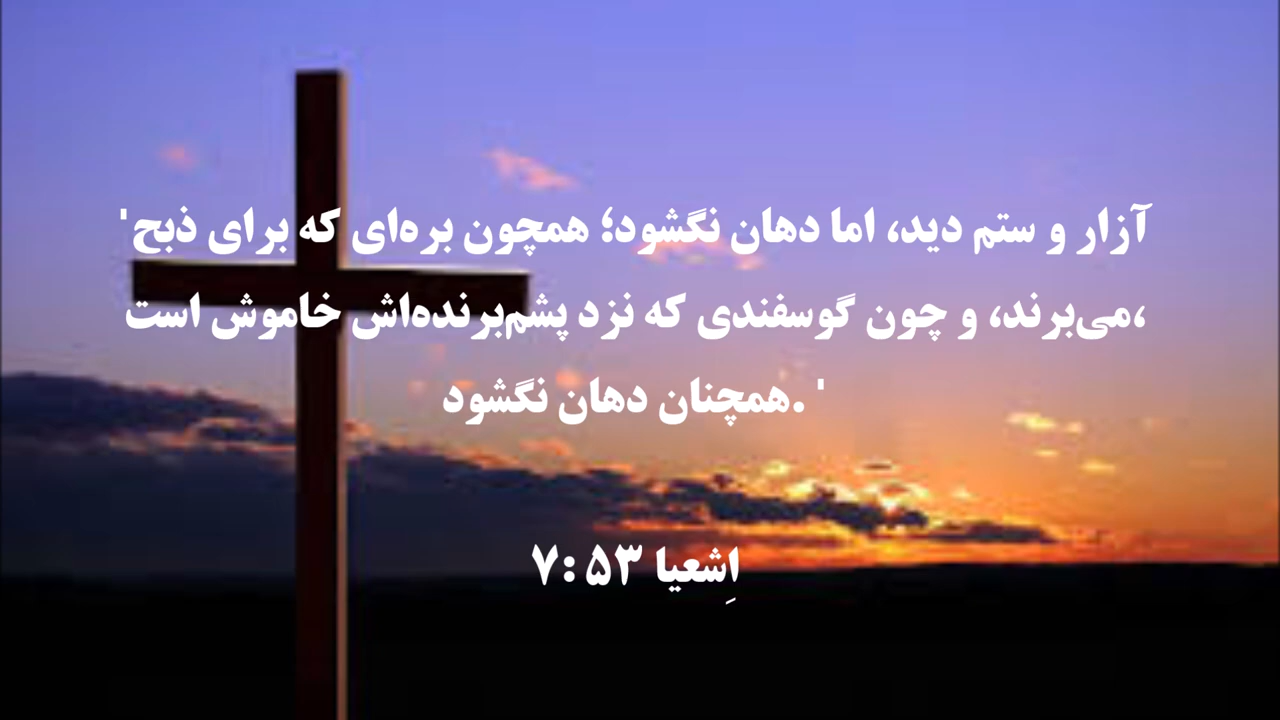 'آزار و ستم دید، اما دهان نگشود؛ همچون بره‌ای که برای ذبح
می‌برند، و چون گوسفندی که نزد پشم‌برنده‌اش خاموش است،
همچنان دهان نگشود. '
اِشعیا ۵۳ :۷